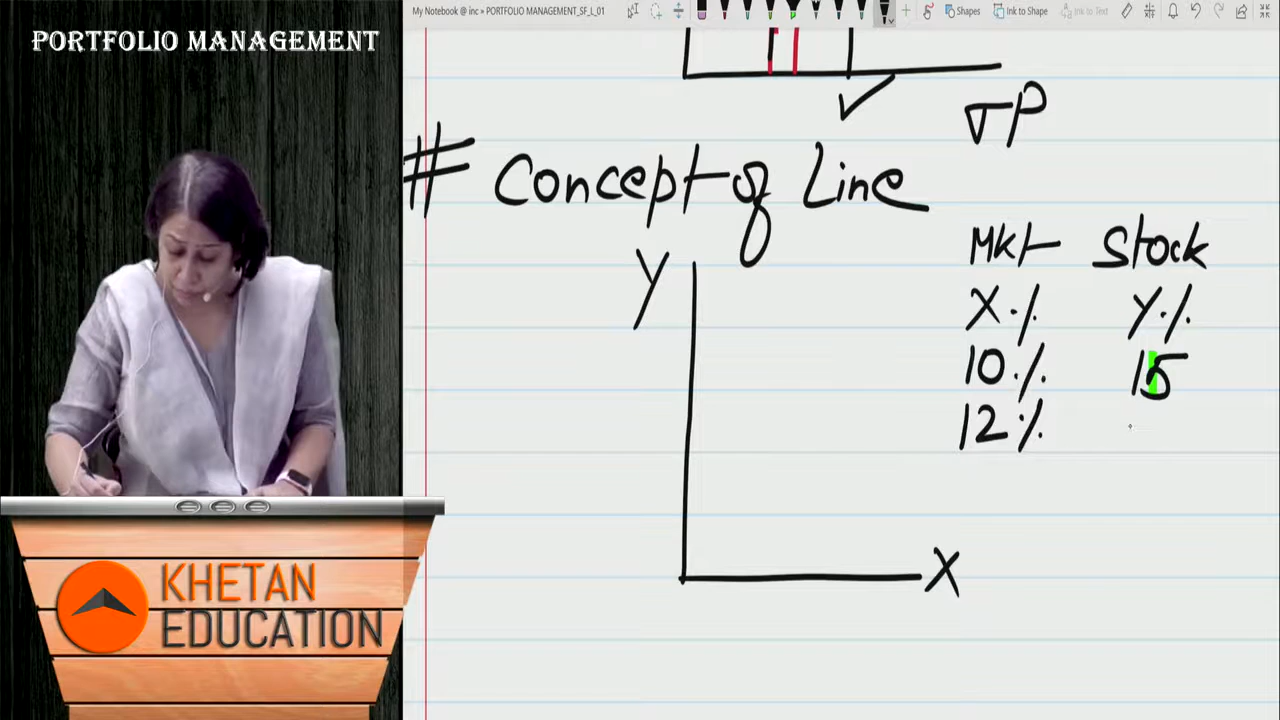 My Notebook @ inc » PORTFOLIO MANAGEMENT_SF_L_01
Shapes
Ink to Shape
Ink to Text
PORTFOLIO MANAGEMENT
σP
# Concept of Line
Mkt Stock
Y
X% Y%
10% 15
12%
X
KHETAN
EDUCATION